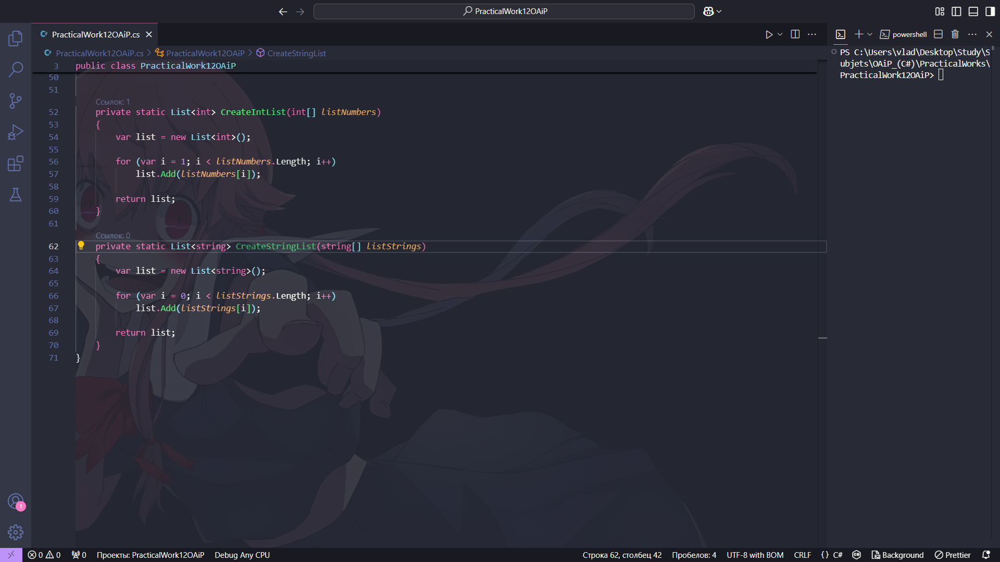 PracticalWork12OAiP
PracticalWork12OAiP.cs
powershell
PracticalWork12OAiP.cs > PracticalWork12OAiP > CreateStringList
3 public class PracticalWork12OAiP
50
51
Ссылок: 1
52 private static List<int> CreateIntList(int[] listNumbers)
53 {
54 var list = new List<int>();
55
56 for (var i = 1; i < listNumbers.Length; i++)
57 list.Add(listNumbers[i]);
58
59 return list;
60 }
61
Ссылок: 0
62 private static List<string> CreateStringList(string[] listStrings)
63 {
64 var list = new List<string>();
65
66 for (var i = 0; i < listStrings.Length; i++)
67 list.Add(listStrings[i]);
68
69 return list;
70 }
71 }
PS C:\Users\vlad\Desktop\Study\S
ubjets\OAiP_(C#)\PracticalWorks\
PracticalWork12OAiP>
1
0 0 0 Проекты: PracticalWork12OAiP Debug Any CPU Строка 62, столбец 42 Пробелов: 4 UTF-8 with BOM CRLF {} C# Background Prettier